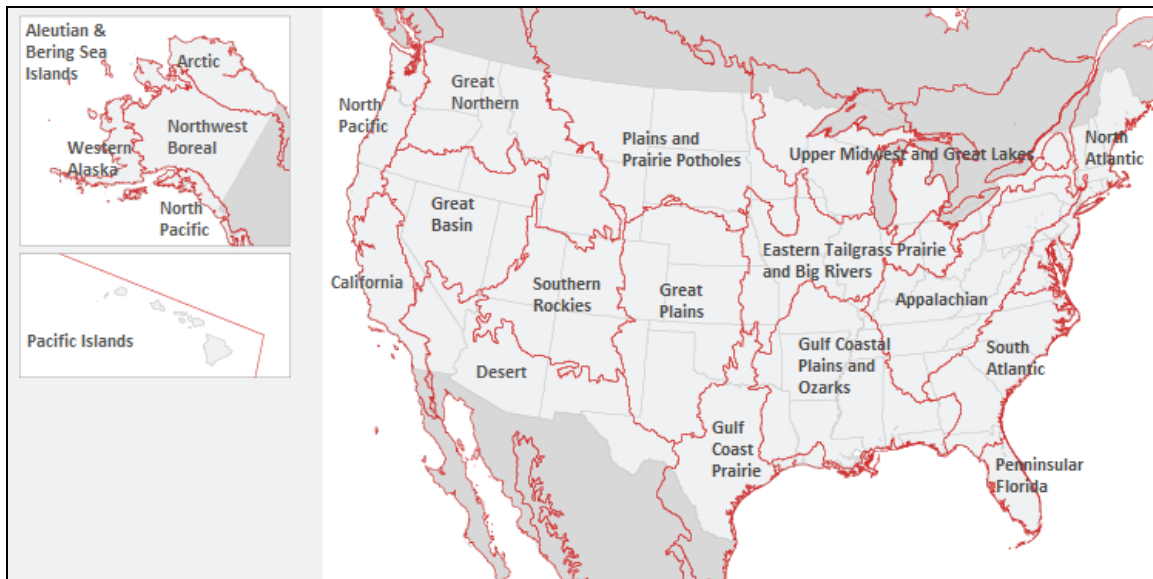 Aleutian &
Bering Sea
Islands
Arctic
Northwest
Boreal
Western
Alaska
North
Pacific
Pacific Islands
North
Pacific
Great
Northern
Plains and
Prairie Potholes
Upper Midwest and Great Lakes
North
Atlantic
Great
Basin
California
Southern
Rockies
Great
Plains
Eastern Tailgrass Prairie
and Big Rivers
Appalachian
Gulf Coastal
Plains and
Ozarks
South
Atlantic
Desert
Gulf
Coast
Prairie
Penninsular
Florida